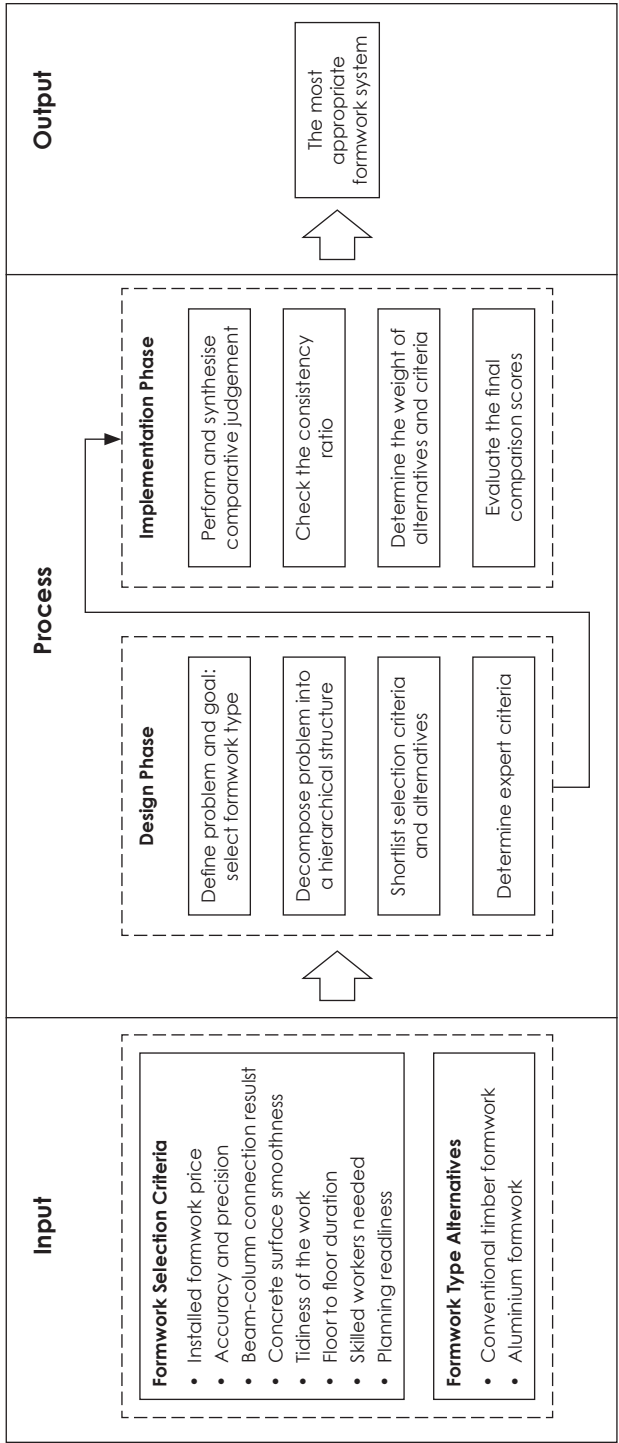 Input
Formwork Selection Criteria
• Installed formwork price
• Accuracy and precision
• Beam-column connection resulst
• Concrete surface smoothness
• Tidiness of the work
• Floor to floor duration
• Skilled workers needed
• Planning readiness
Formwork Type Alternatives
• Conventional timber formwork
• Aluminium formwork
Process
Design Phase
Define problem and goal:
select formwork type
Decompose problem into
a hierarchical structure
Shortlist selection criteria
and alternatives
Determine expert criteria
Implementation Phase
Perform and synthesise
comparative judgement
Check the consistency
ratio
Determine the weight of
alternatives and criteria
Evaluate the final
comparison scores
Output
The most
appropriate
formwork system